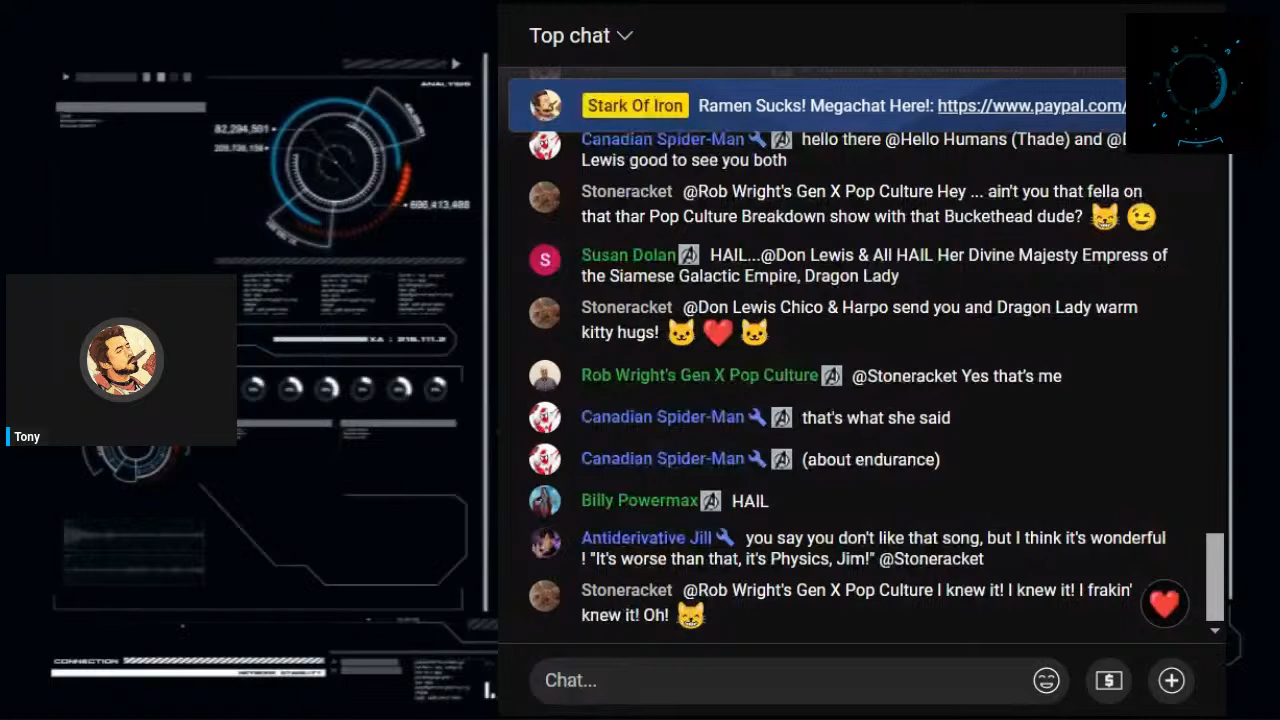 Top chat
ANALYSIS
Stark Of Iron Ramen Sucks! Megachat Here!: https://www.paypal.com/
82,294,501
Canadian Spider-Man hello there @Hello Humans (Thade) and @
Lewis good to see you both
Stoneracket @Rob Wright's Gen X Pop Culture Hey ... ain't you that fella on
that thar Pop Culture Breakdown show with that Buckethead dude? 😸 😉
Susan Dolan HAIL...@Don Lewis & All HAIL Her Divine Majesty Empress of
S
the Siamese Galactic Empire, Dragon Lady
Stoneracket @Don Lewis Chico & Harpo send you and Dragon Lady warm
kitty hugs! 🐱 ❤️ 🐱
Rob Wright's Gen X Pop Culture @Stoneracket Yes that's me
Canadian Spider-Man that's what she said
Tony
Canadian Spider-Man (about endurance)
Billy Powermax HAIL
Antiderivative Jill you say you don't like that song, but I think it's wonderful
! "It's worse than that, it's Physics, Jim!" @Stoneracket
Stoneracket @Rob Wright's Gen X Pop Culture I knew it! I knew it! I frakin'
knew it! Oh! 😸
CONNECTION
Chat...